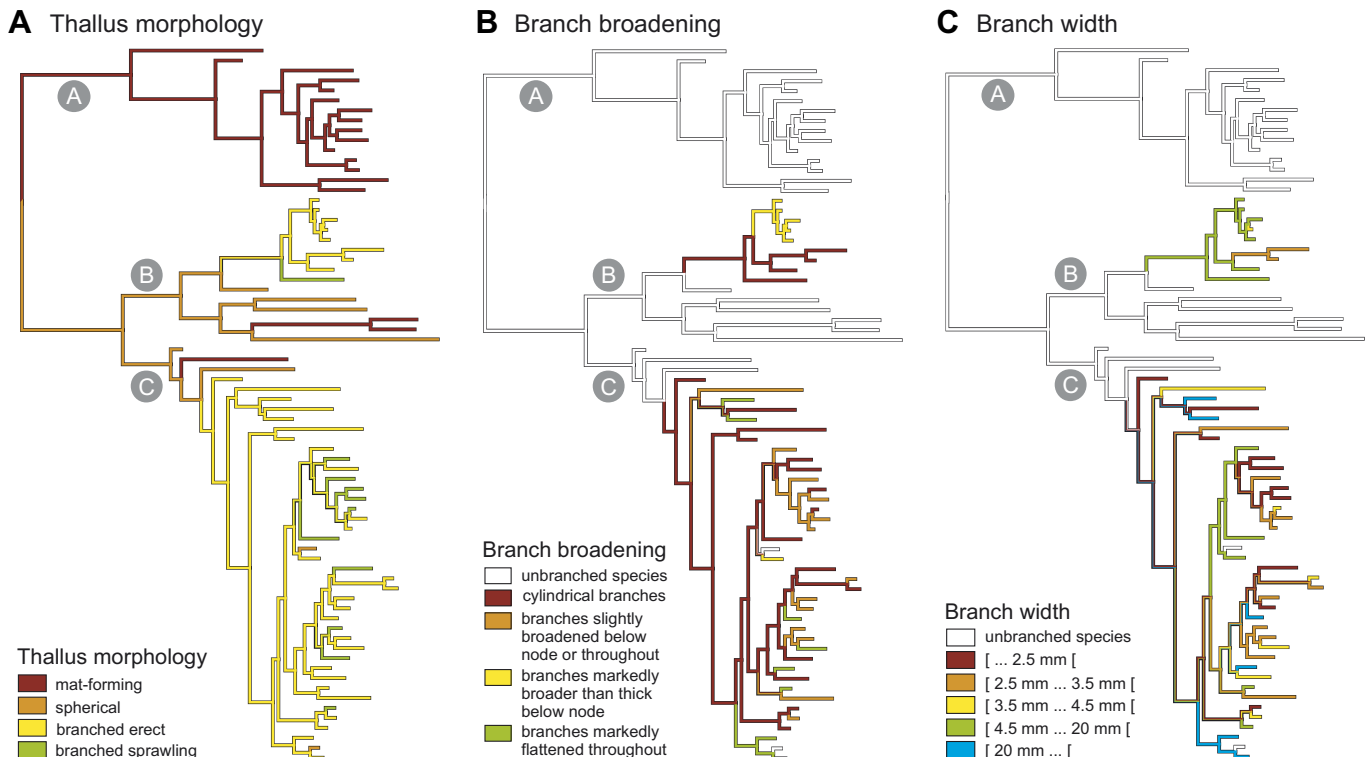 A Thallus morphology
A
B
C
Thallus morphology
mat-forming
spherical
branched erect
branched sprawling
B Branch broadening
A
B
C
Branch broadening
unbranched species
cylindrical branches
branches slightly
broadened below
node or throughout
branches markedly
broader than thick
below node
branches markedly
flattened throughout
C Branch width
A
B
C
Branch width
unbranched species
[ ... 2.5 mm [
[ 2.5 mm ... 3.5 mm [
[ 3.5 mm ... 4.5 mm [
[ 4.5 mm ... 20 mm [
[ 20 mm ... [